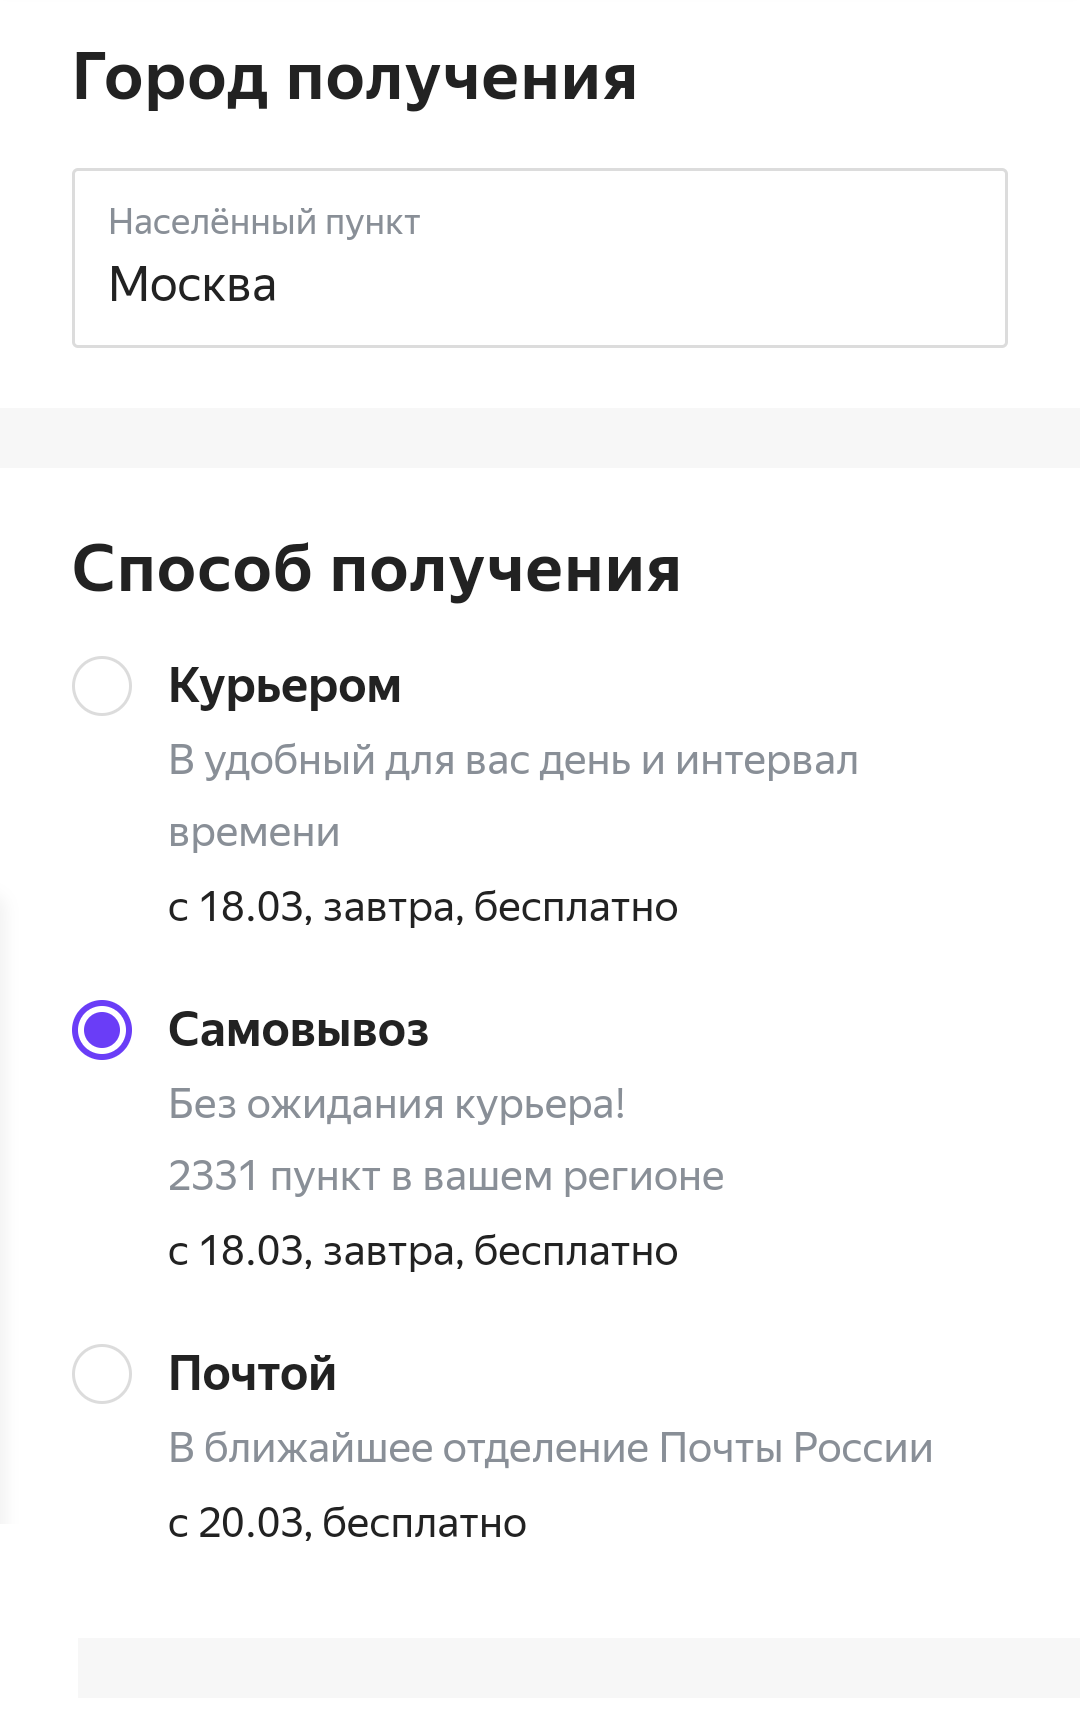 Город получения
Населённый пункт
Москва
Способ получения
Курьером
В удобный для вас день и интервал
времени
с 18.03, завтра, бесплатно
Самовывоз
Без ожидания курьера!
2331 пункт в вашем регионе
с 18.03, завтра, бесплатно
Почтой
В ближайшее отделение Почты России
с 20.03, бесплатно